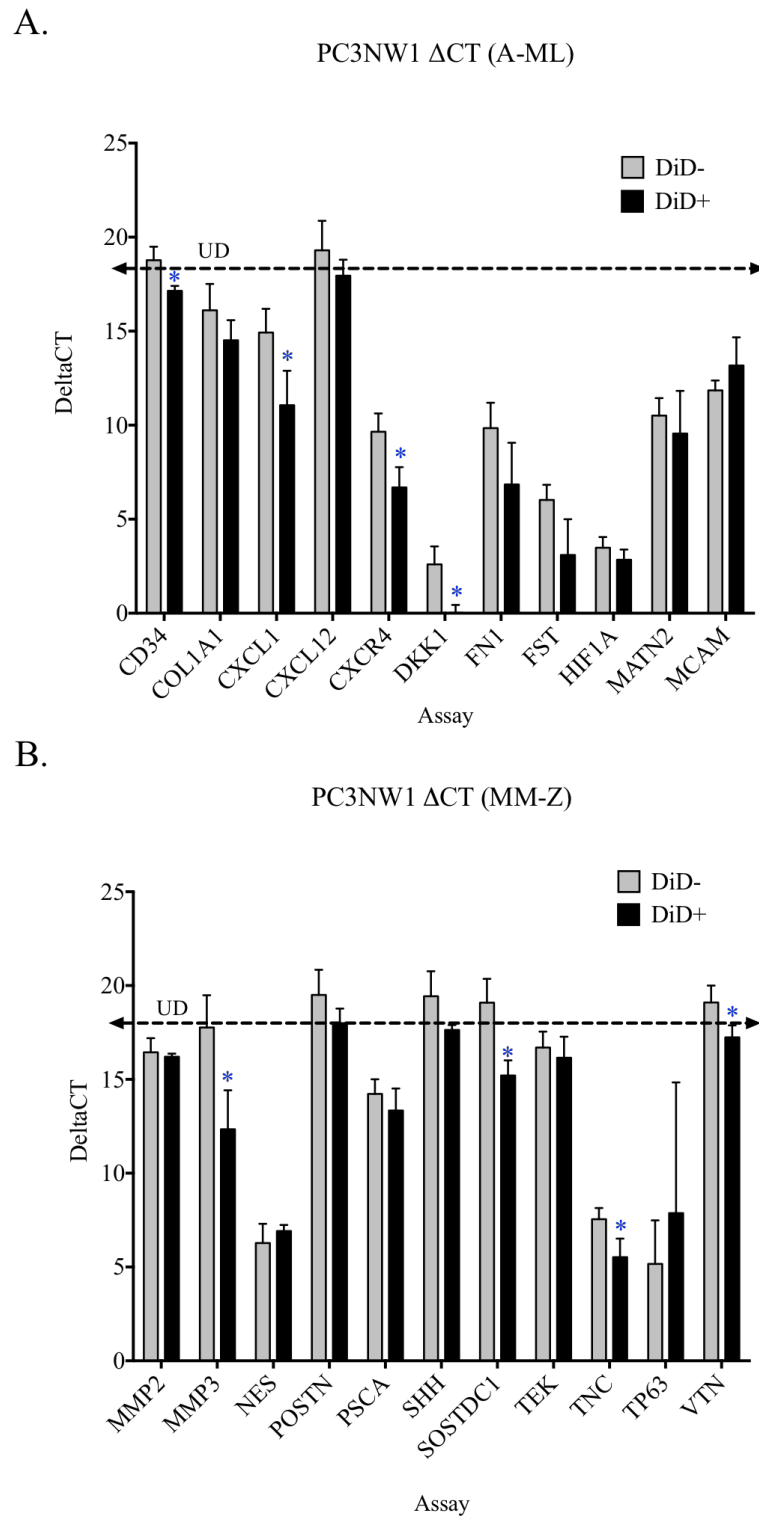 A.
PC3NW1 ΔCT (A-ML)
25
DiD-
DiD+
20
UD
*
15
*
DeltaCT
10
*
5
*
0
CD34
COL1A1
CXCL1
CXCL12
CXCR4
DKK1
FN1
FST
HIF1A
MATN2
MCAM
Assay
B.
PC3NW1 ΔCT (MM-Z)
DiD-
25
DiD+
20
UD
*
*
15
*
DeltaCT
10
*
5
0
MMP2
MMP3
NES
POSTN
PSCA
SHH
SOSTDC1
TEK
TNC
TP63
VTN
Assay